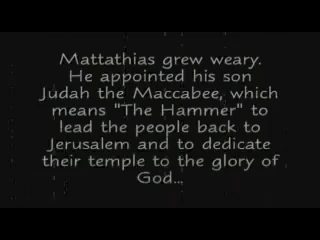 Mattathias grew weary.
He appointed his son
Judah the Maccabee, which
means "The Hammer" to
lead the people back to
Jerusalem and to dedicate
their temple to the glory of
God...